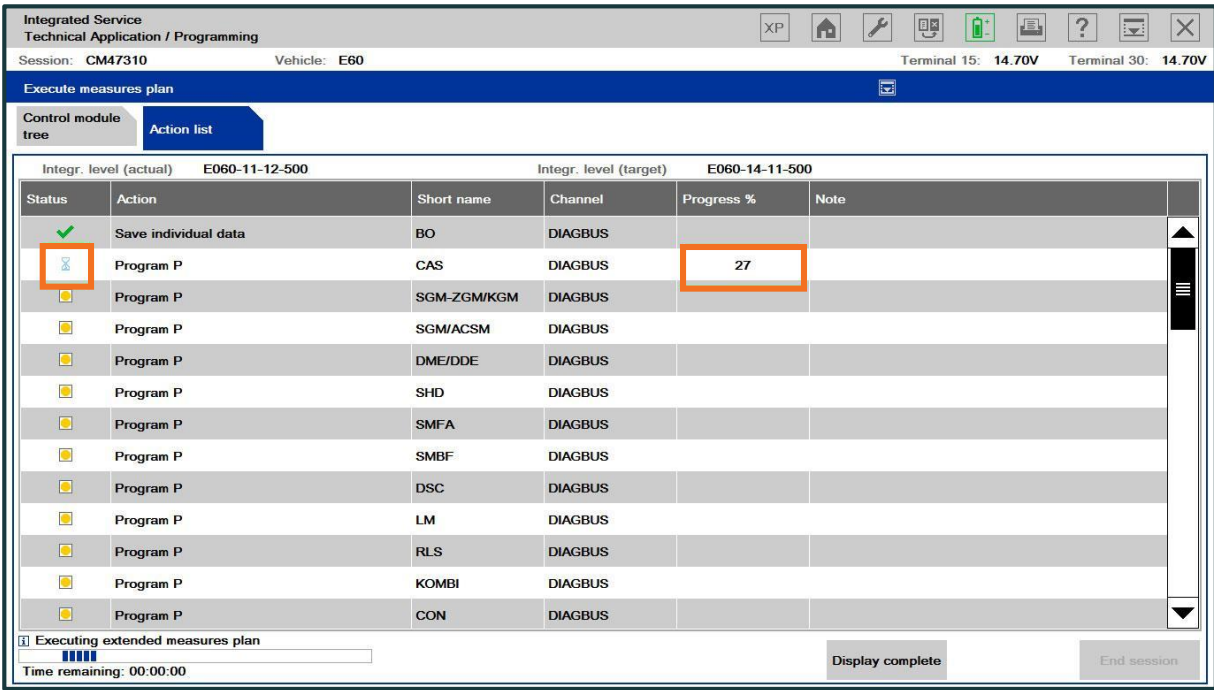 Integrated Service
Technical Application / Programming
XP
?
Session: CM47310 Vehicle: E60 Terminal 15: 14.70V Terminal 30: 14.70V
Execute measures plan
Control module
tree
Action list
Integr. level (actual) E060-11-12-500 Integr. level (target) E060-14-11-500
Status Action Short name Channel Progress % Note
Save individual data BO DIAGBUS
Program P CAS DIAGBUS 27
Program P SGM-ZGM/KGM DIAGBUS
Program P SGM/ACSM DIAGBUS
Program P DME/DDE DIAGBUS
Program P SHD DIAGBUS
Program P SMFA DIAGBUS
Program P SMBF DIAGBUS
Program P DSC DIAGBUS
Program P LM DIAGBUS
Program P RLS DIAGBUS
Program P KOMBI DIAGBUS
Program P CON DIAGBUS
i Executing extended measures plan
Time remaining: 00:00:00
Display complete
End session